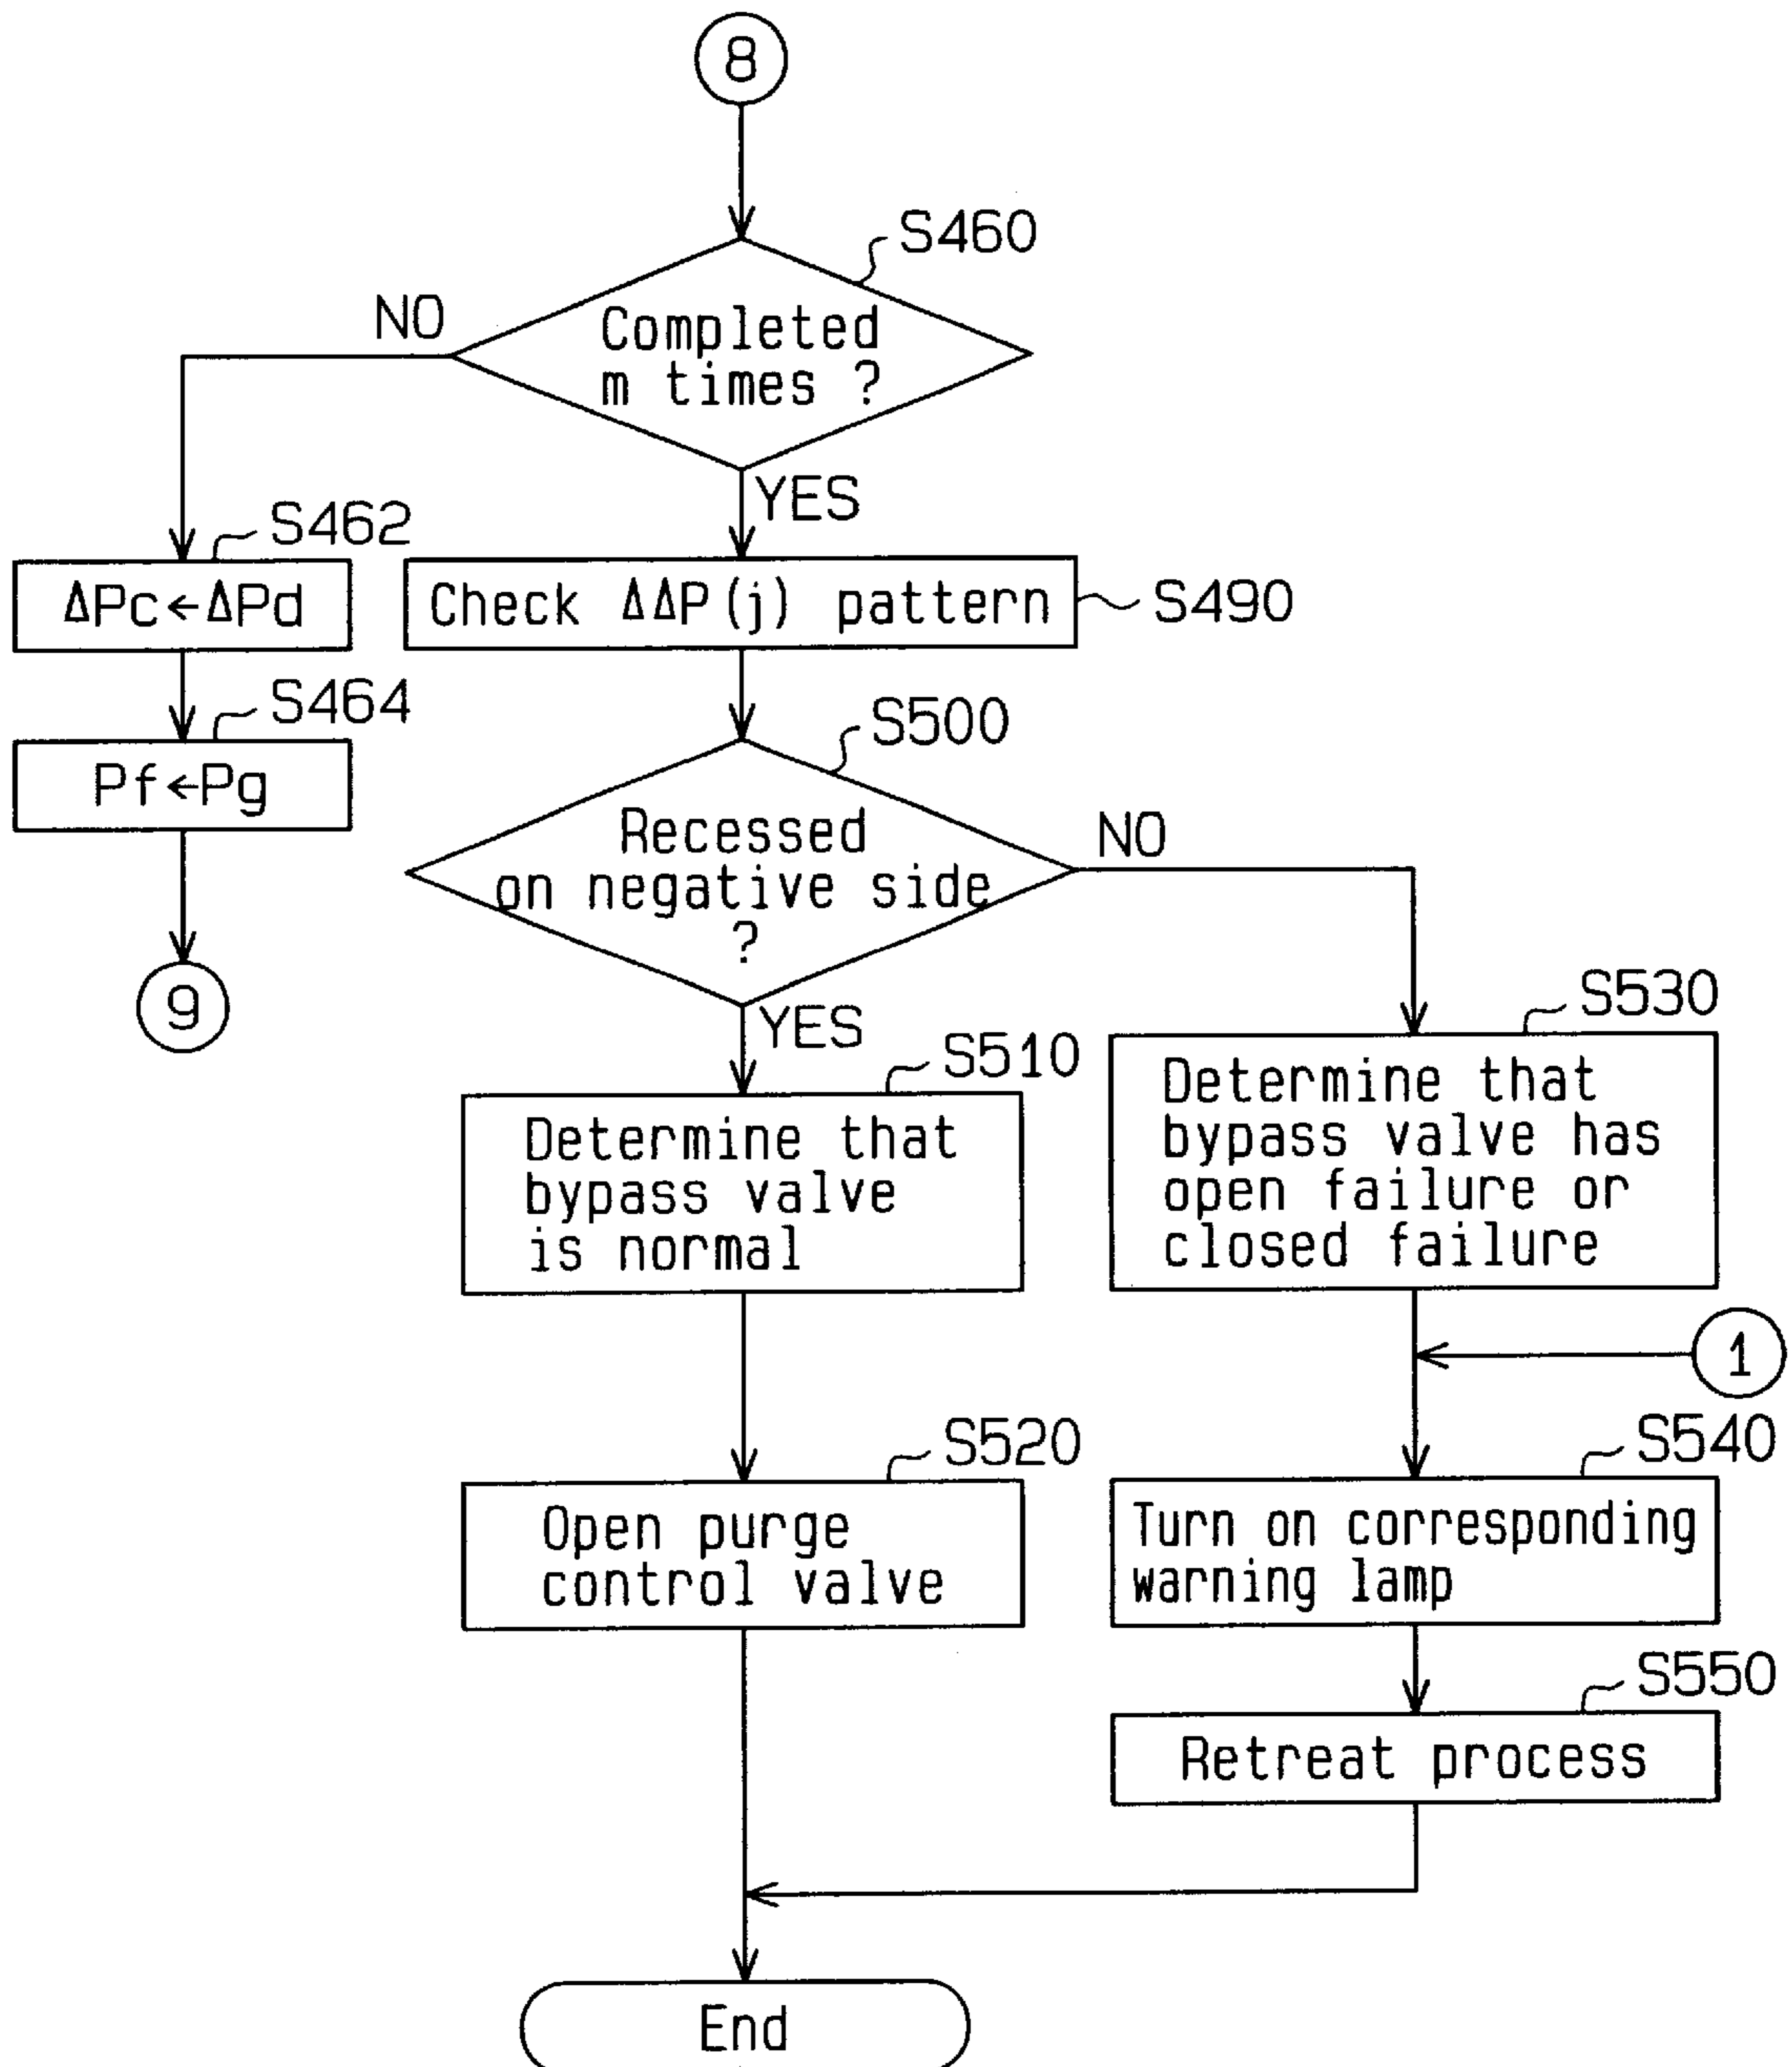 8
S460
NO
Completed
m times ?
YES
S462
ΔPc←ΔPd
Check ΔΔP(j) pattern
S490
S464
Pf←Pg
S500
Recessed
on negative side
?
NO
9
YES
S510
Determine that
bypass valve
is normal
S530
Determine that
bypass valve has
open failure or
closed failure
1
S520
Open purge
control valve
S540
Turn on corresponding
warning lamp
S550
Retreat process
End